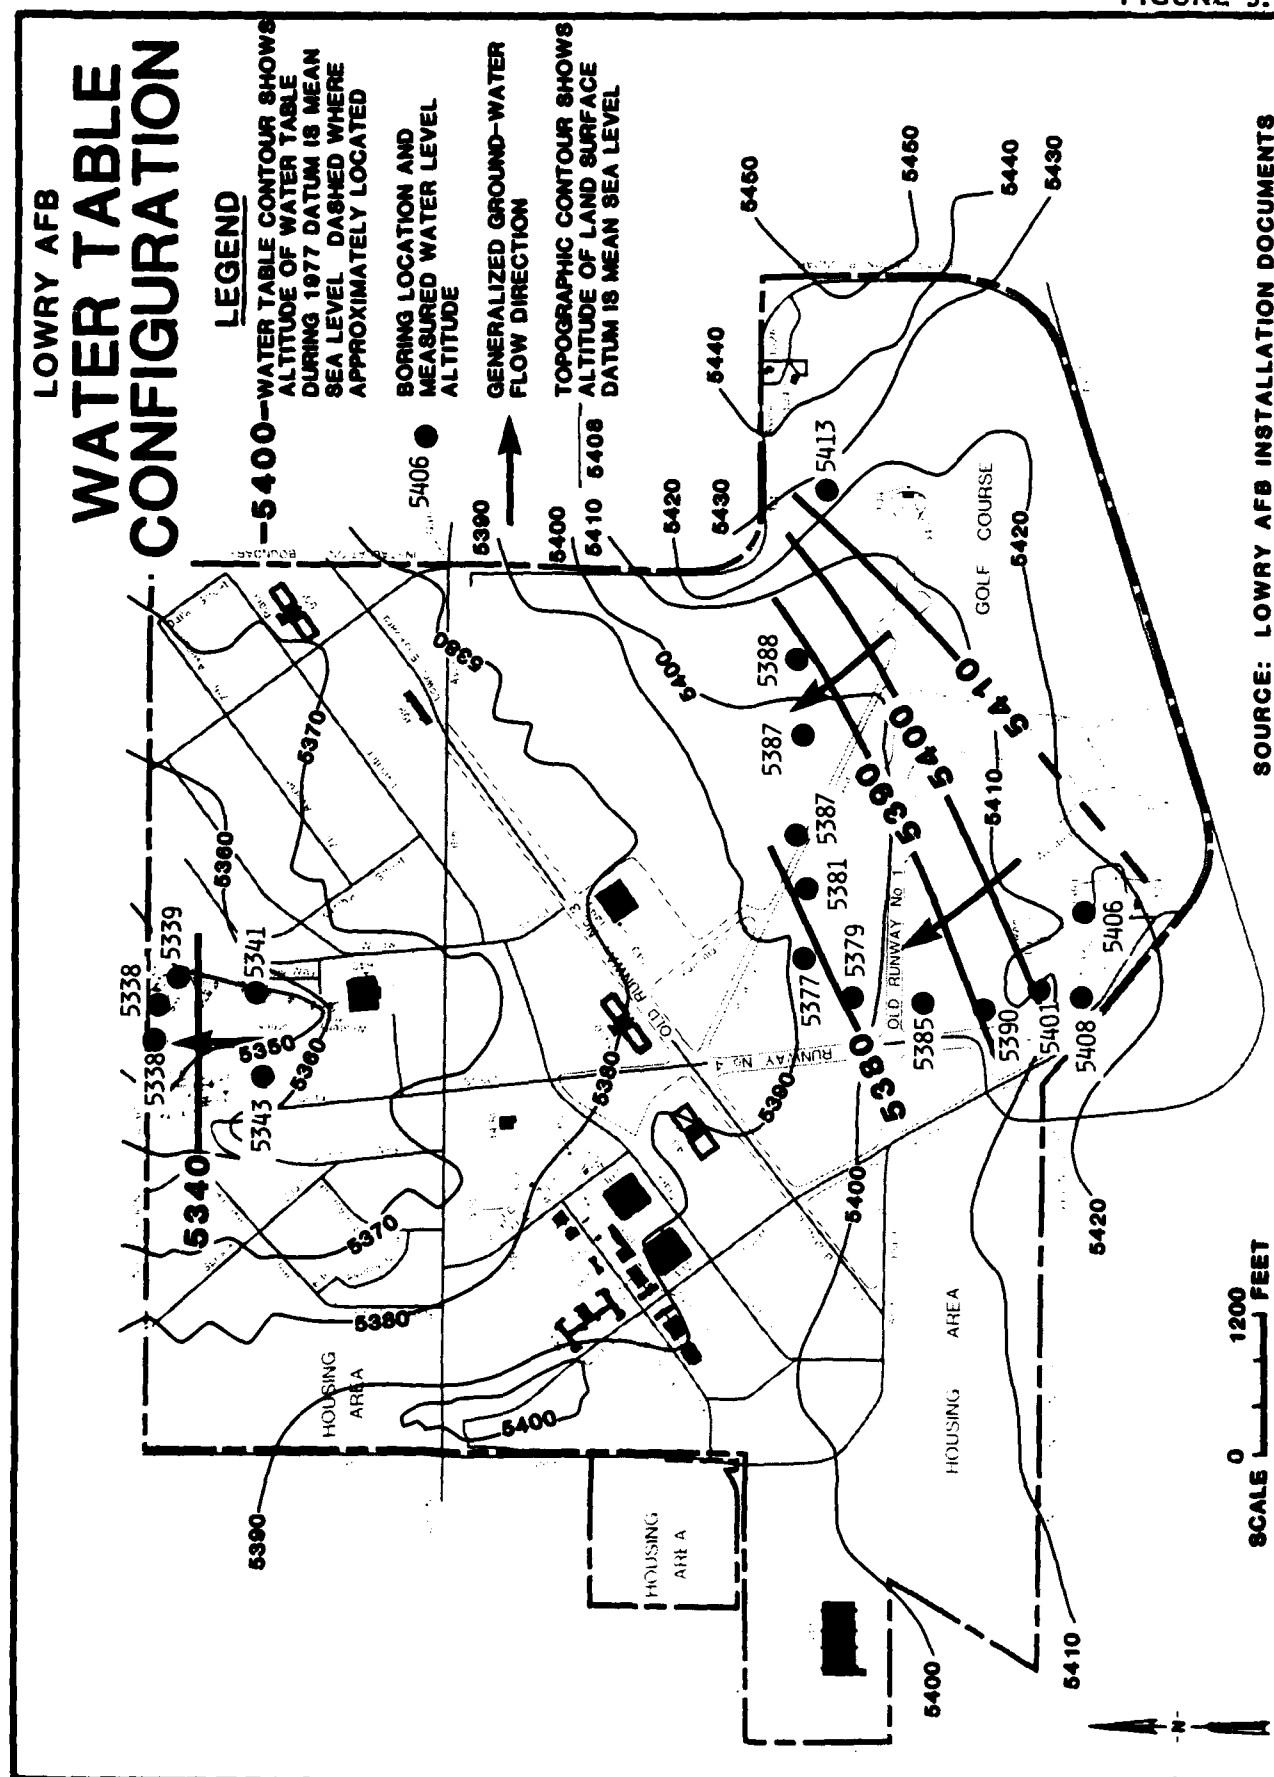 FIGURE 3.
LOWRY AFB
WATER TABLE
CONFIGURATION
LEGEND
—5400—WATER TABLE CONTOUR SHOWS
ALTITUDE OF WATER TABLE
DURING 1977 DATUM IS MEAN
SEA LEVEL DASHED WHERE
APPROXIMATELY LOCATED
5406
BORING LOCATION AND
MEASURED WATER LEVEL
ALTITUDE
GENERALIZED GROUND-WATER
FLOW DIRECTION
5408
TOPOGRAPHIC CONTOUR SHOWS
ALTITUDE OF LAND SURFACE
DATUM IS MEAN SEA LEVEL
5390
5400
5410
5420
5430
5440
5450
5450
5440
5430
INSTALLATION BOUNDARY
5338
5338
5339
5341
5343
5340
5350
5360
5360
5370
5370
5380
5380
5380
5390
5390
5400
5400
5400
5400
5410
5410
5420
5420
5388
5387
5387
5381
5377
5379
5385
5390
5401
5408
5406
5413
5380
5390
5400
5410
OLD RUNWAY No 1
RUNWAY No 4
OLD RUNWAY
GOLF COURSE
HOUSING
AREA
HOUSING
AREA
HOUSING AREA
SCALE 0 1200 FEET
N
SOURCE: LOWRY AFB INSTALLATION DOCUMENTS